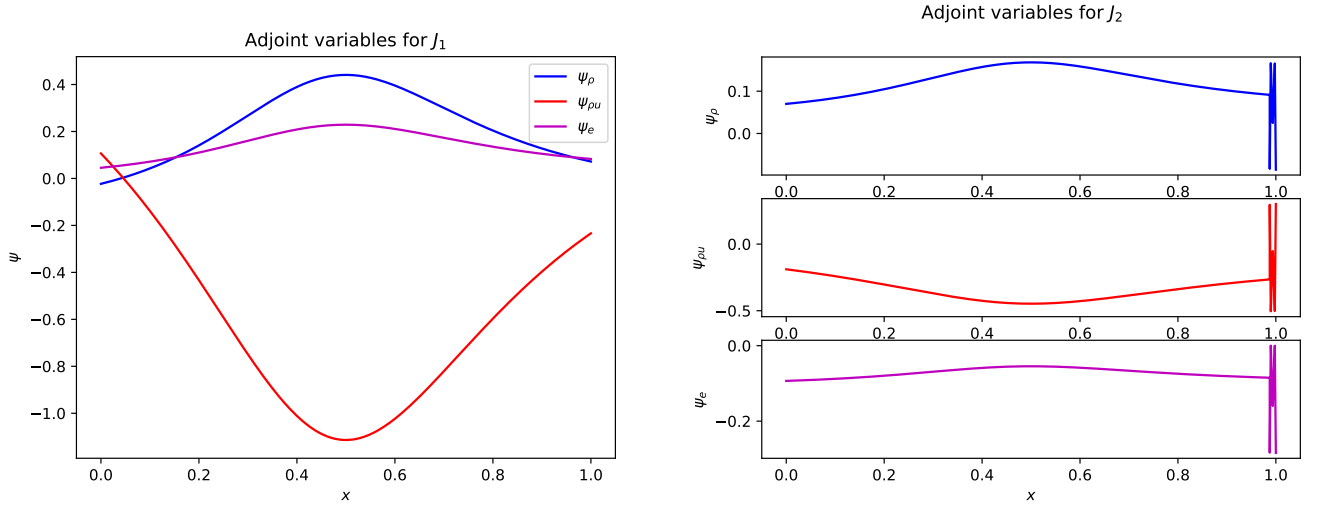 Adjoint variables for J₁
ψ
0.4
0.2
0.0
−0.2
−0.4
−0.6
−0.8
−1.0
ψρ
ψρu
ψe
0.0 0.2 0.4 0.6 0.8 1.0
x
Adjoint variables for J₂
ψρ
0.1
0.0
0.0 0.2 0.4 0.6 0.8 1.0
ψρu
0.0
−0.5
0.0 0.2 0.4 0.6 0.8 1.0
ψe
0.0
−0.2
0.0 0.2 0.4 0.6 0.8 1.0
x